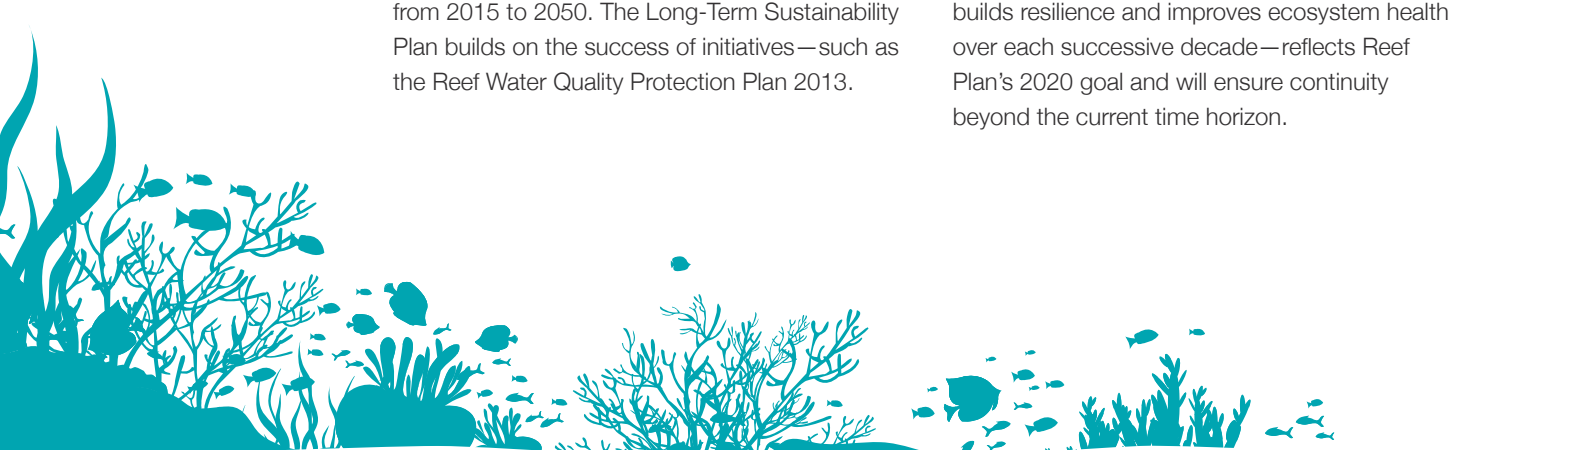 from 2015 to 2050. The Long-Term Sustainability
Plan builds on the success of initiatives—such as
the Reef Water Quality Protection Plan 2013.
builds resilience and improves ecosystem health
over each successive decade—reflects Reef
Plan’s 2020 goal and will ensure continuity
beyond the current time horizon.